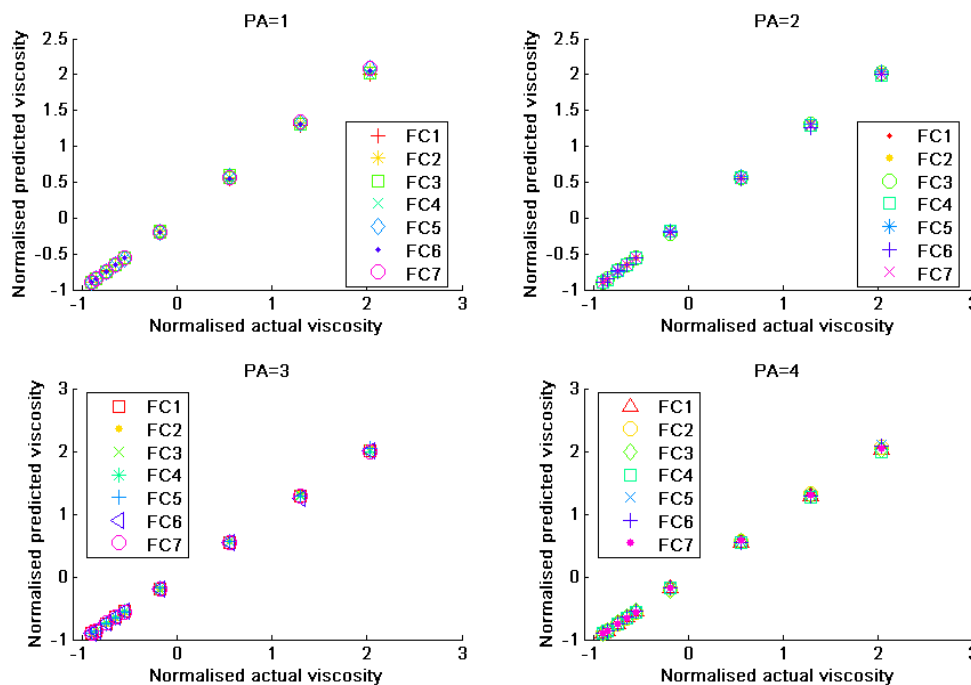 PA=1
Normalised predicted viscosity
2.5
2
1.5
1
0.5
0
-0.5
-1
-1
0
1
2
3
Normalised actual viscosity
FC1
FC2
FC3
FC4
FC5
FC6
FC7
PA=2
Normalised predicted viscosity
2.5
2
1.5
1
0.5
0
-0.5
-1
-1
0
1
2
3
Normalised actual viscosity
FC1
FC2
FC3
FC4
FC5
FC6
FC7
PA=3
Normalised predicted viscosity
3
2
1
0
-1
-1
0
1
2
3
Normalised actual viscosity
FC1
FC2
FC3
FC4
FC5
FC6
FC7
PA=4
Normalised predicted viscosity
3
2
1
0
-1
-1
0
1
2
3
Normalised actual viscosity
FC1
FC2
FC3
FC4
FC5
FC6
FC7